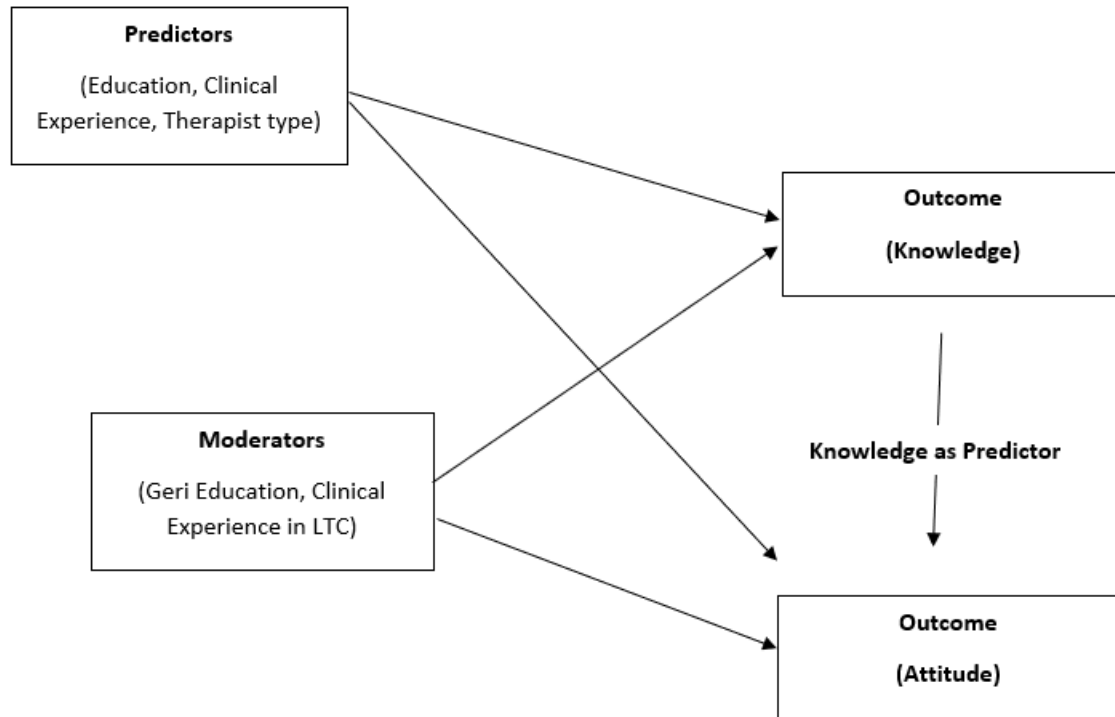 Predictors
(Education, Clinical
Experience, Therapist type)
Outcome
(Knowledge)
Moderators
(Geri Education, Clinical
Experience in LTC)
Knowledge as Predictor
Outcome
(Attitude)